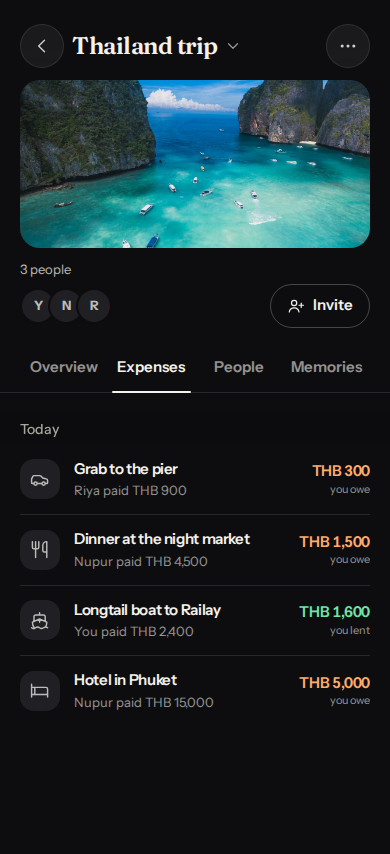 Thailand trip
3 people
Y N R
Invite
Overview Expenses People Memories
Today
Grab to the pier THB 300
Riya paid THB 900 you owe
Dinner at the night market THB 1,500
Nupur paid THB 4,500 you owe
Longtail boat to Railay THB 1,600
You paid THB 2,400 you lent
Hotel in Phuket THB 5,000
Nupur paid THB 15,000 you owe